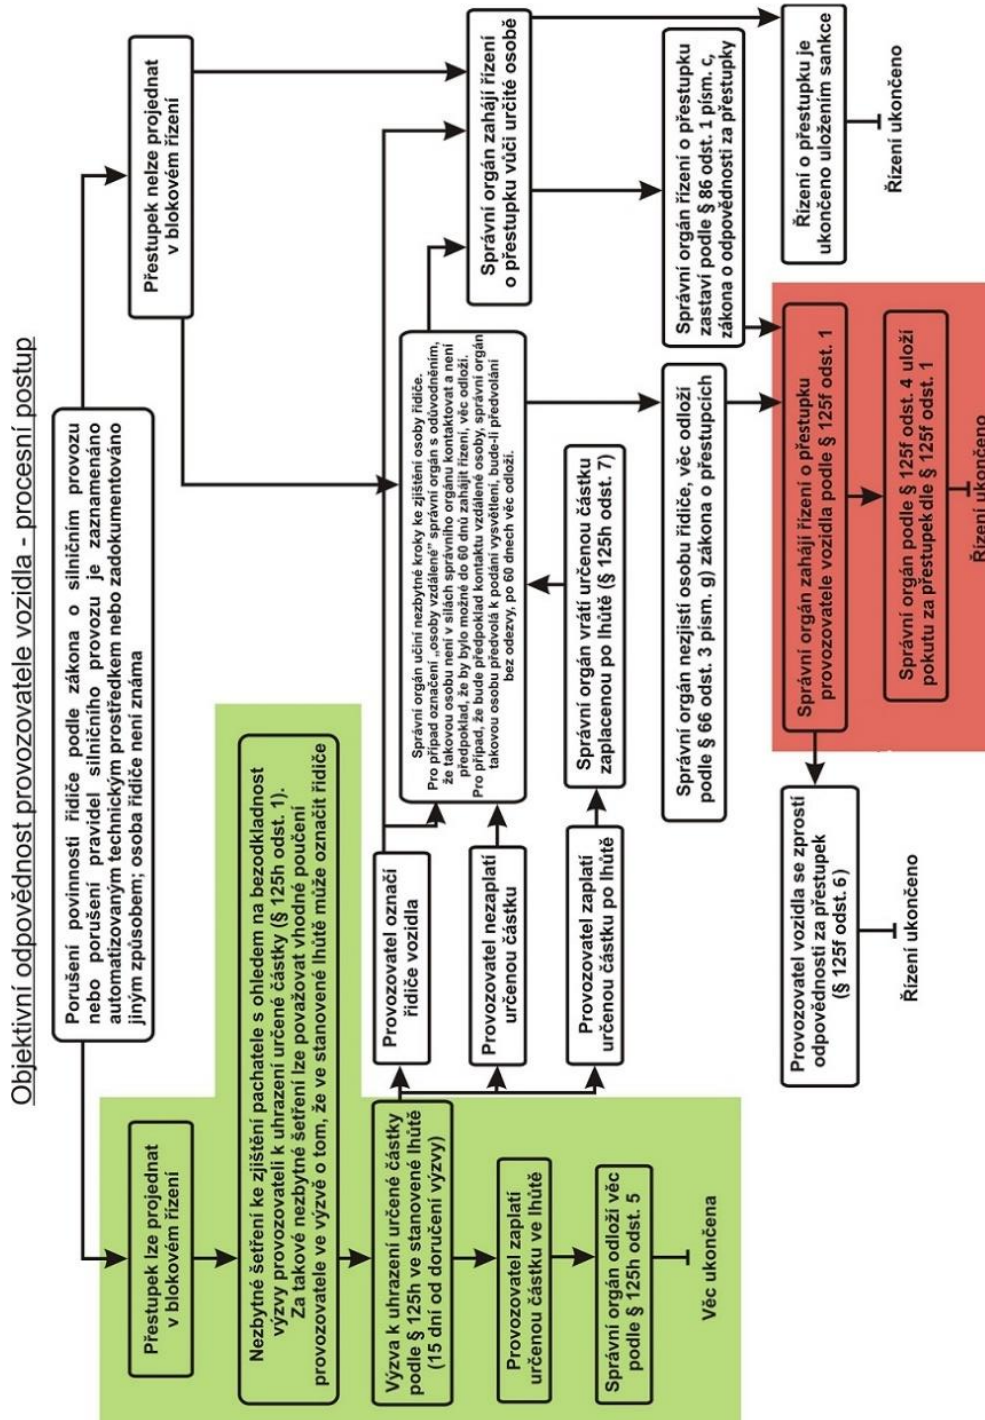 Objektivní odpovědnost provozovatele vozidla - procesní postup
Porušení povinnosti řidiče podle zákona o silničním provozu
nebo porušení pravidel silničního provozu je zaznamenáno
automatizovaným technickým prostředkem nebo zadokumentováno
jiným způsobem; osoba řidiče není známa
Přestupek lze projednat
v blokovém řízení
Přestupek nelze projednat
v blokovém řízení
Nezbytné šetření ke zjištění pachatele s ohledem na bezodkladnost
výzvy provozovateli k uhrazení určené částky (§ 125h odst. 1).
Za takové nezbytné šetření lze považovat vhodné poučení
provozovatele ve výzvě o tom, že ve stanovené lhůtě může označit řidiče
Výzva k uhrazení určené částky
podle § 125h ve stanovené lhůtě
(15 dní od doručení výzvy)
Provozovatel označí
řidiče vozidla
Správní orgán učiní nezbytné kroky ke zjištění osoby řidiče.
Pro případ označení „osoby vzdálené" správní orgán s odůvodněním,
že takovou osobu není v silách správního orgánu kontaktovat a není
předpoklad, že by bylo možné do 60 dnů zahájit řízení, věc odloží.
Pro případ, že bude předpoklad kontaktu vzdálené osoby, správní orgán
takovou osobu předvolá k podání vysvětlení, bude-li předvolání
bez odezvy, po 60 dnech věc odloží.
Správní orgán zahájí řízení
o přestupku vůči určité osobě
Provozovatel zaplatí
určenou částku ve lhůtě
Provozovatel nezaplatí
určenou částku
Správní orgón odloží věc
podle § 125h odst. 5
Věc ukončena
Provozovatel zaplatí
určenou částku po lhůtě
Správní orgán vrátí určenou částku
zaplacenou po lhůtě (§ 125h odst. 7)
Správní orgán nezjistí osobu řidiče, věc odloží
podle § 66 odst. 3 písm. g) zákona o přestupcích
Správní orgán řízení o přestupku
zastaví podle § 86 odst. 1 písm. c,
zákona o odpovědnosti za přestupky
Provozovatel vozidla se zprostí
odpovědnosti za přestupek
(§ 125f odst. 6)
Řízení ukončeno
Správní orgán zahájí řízení o přestupku
provozovatele vozidla podle § 125f odst. 1
Správní orgán podle § 125f odst. 4 uloží
pokutu za přestupekdle § 125f odst. 1
Řízení ukončeno
Řízení o přestupku je
ukončeno uložením sankce
Řízení ukončeno